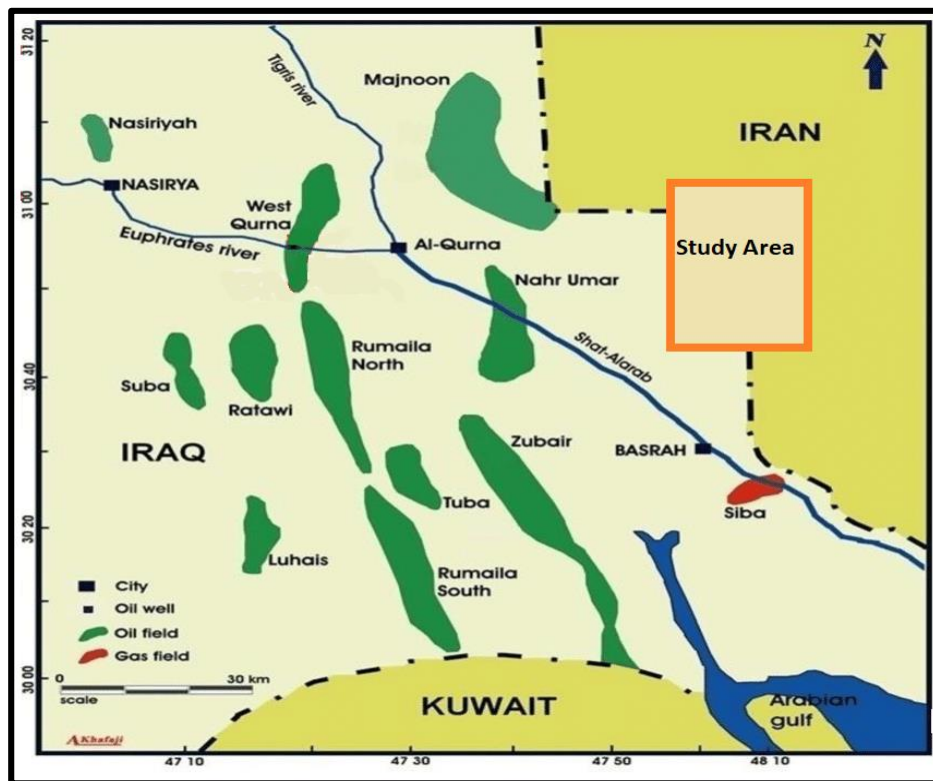 31 20
Tigris river
Majnoon
N
Nasiriyah
IRAN
NASIRYA
31 00
West
Qurna
Euphrates river
Al-Qurna
Study Area
Nahr Umar
Rumaila
North
Shat-Alarab
30 40
Suba
Ratawi
Zubair
IRAQ
BASRAH
Tuba
Siba
30 20
Luhais
Rumaila
South
City
Oil well
Oil field
Gas field
0 30 km
scale
30 00
KUWAIT
Arabian
gulf
AKhafaji
47 10 47 30 47 50 48 10